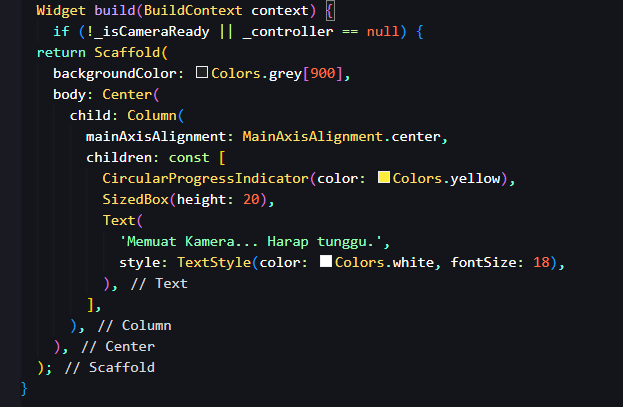 Widget build(BuildContext context) {
if (!_isCameraReady || _controller == null) {
return Scaffold(
backgroundColor: Colors.grey[900],
body: Center(
child: Column(
mainAxisAlignment: MainAxisAlignment.center,
children: const [
CircularProgressIndicator(color: Colors.yellow),
SizedBox(height: 20),
Text(
'Memuat Kamera... Harap tunggu.',
style: TextStyle(color: Colors.white, fontSize: 18),
), // Text
],
), // Column
), // Center
); // Scaffold
}